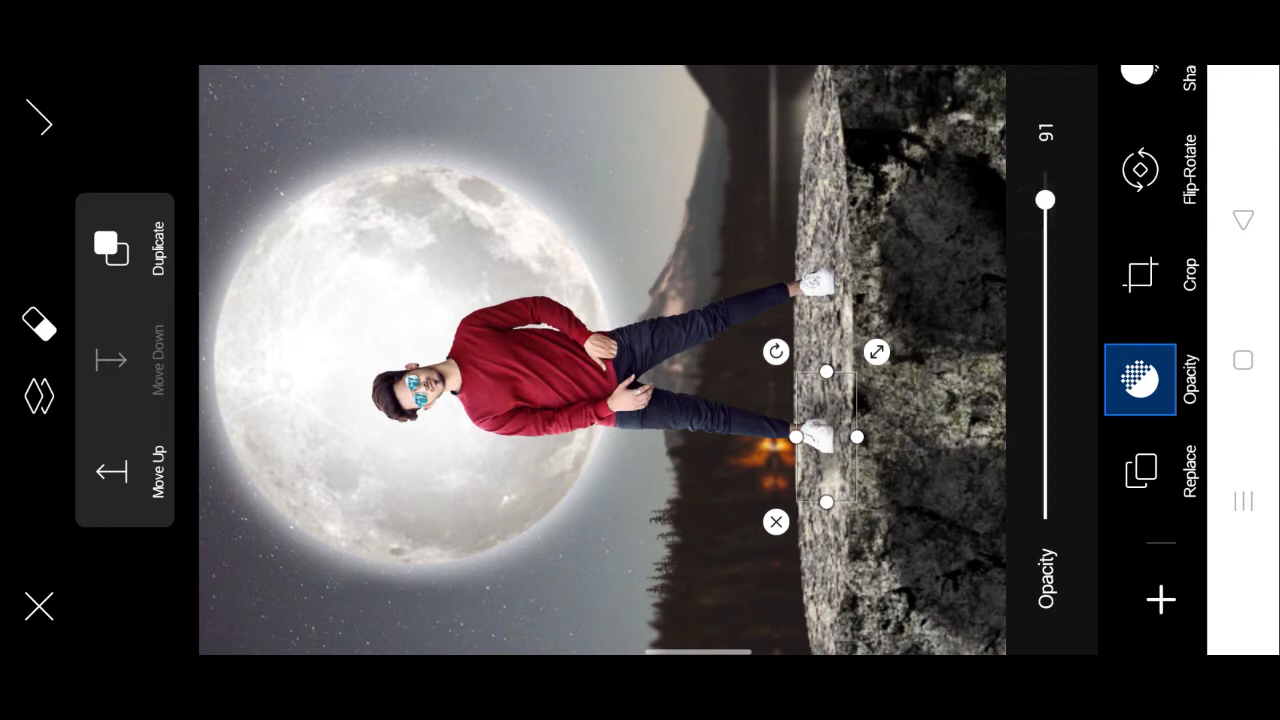 Move Up Move Down Duplicate
Opacity 91
Replace Opacity Crop Flip-Rotate Sha